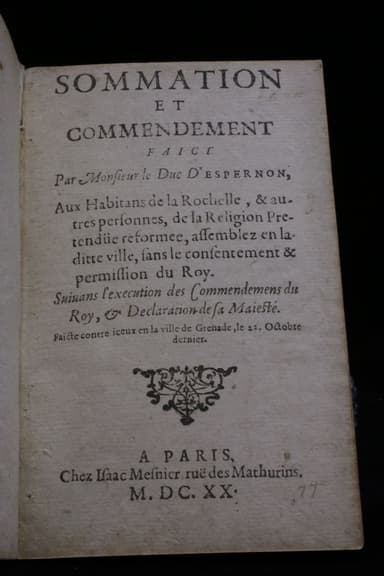 SOMMATION
ET
COMMENDEMENT
FAICT
Par Monſieur le Duc D'ESPERNON,
Aux Habitans de la Rochelle, & au-
tres perſonnes, de la Religion Pre-
tendüe reformee, aſſemblez en la-
ditte ville, ſans le conſentement &
permiſſion du Roy.
Suiuans l'execution des Commendemens du
Roy, & Declaration de ſa Maieſté.
Faicte contre iceux en la ville de Grenade, le 22. Octobre
dernier.
A PARIS,
Chez Iſaac Meſnier ruë des Mathurins.
M. DC. XX.